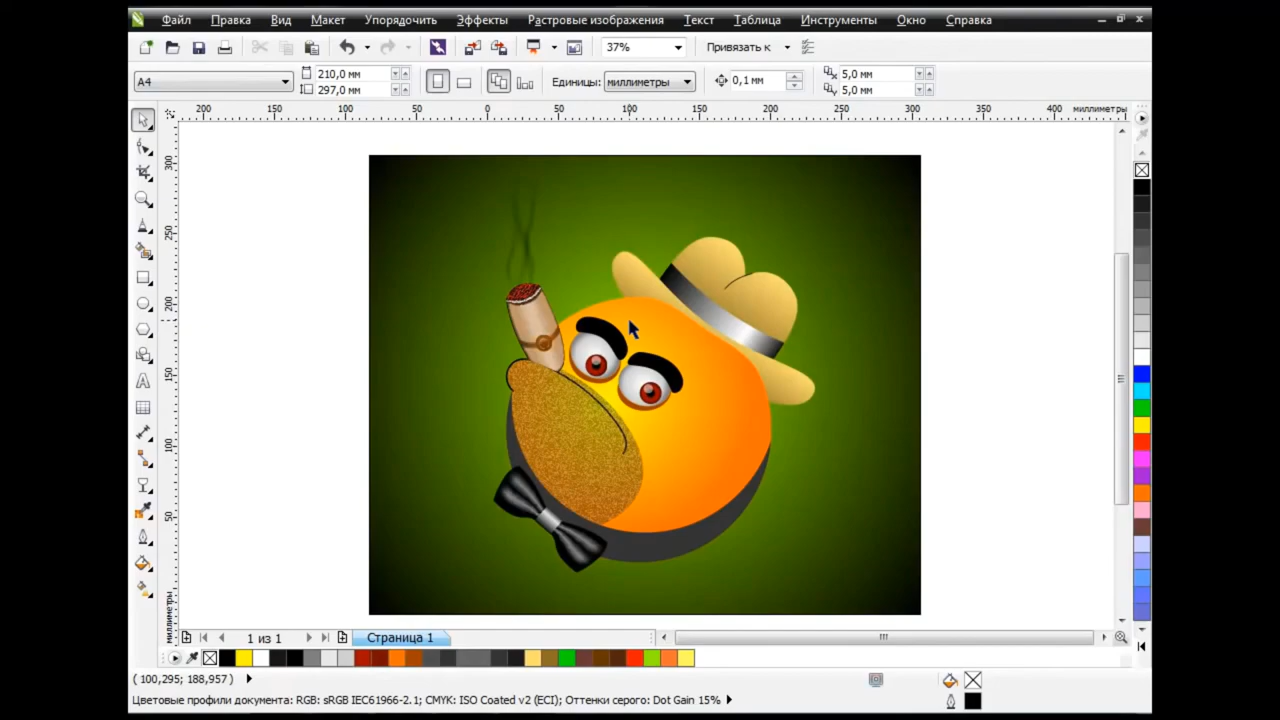 Файл Правка Вид Макет Упорядочить Эффекты Растровые изображения Текст Таблица Инструменты Окно Справка
37% Привязать к
A4 210,0 мм 297,0 мм Единицы: миллиметры 0,1 мм 5,0 мм 5,0 мм
200 150 100 50 0 50 100 150 200 250 300 350 400 миллиметры
300
250
200
150
100
50
миллиметры
1 из 1 Страница 1
( 100,295; 188,957 )
Цветовые профили документа: RGB: sRGB IEC61966-2.1; CMYK: ISO Coated v2 (ECI); Оттенки серого: Dot Gain 15%